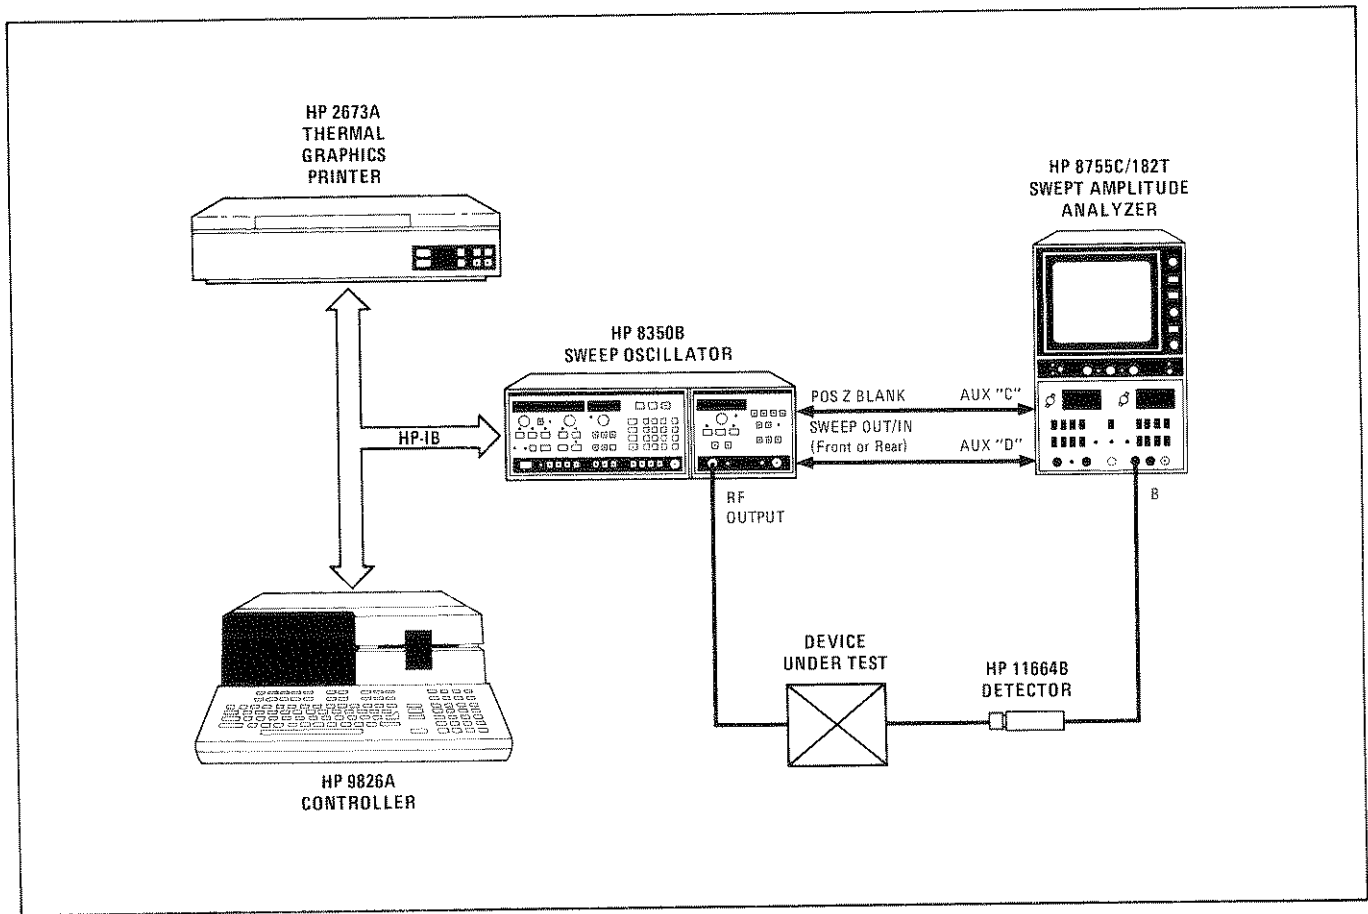 HP 2673A
THERMAL
GRAPHICS
PRINTER
HP 8755C/182T
SWEPT AMPLITUDE
ANALYZER
HP 8350B
SWEEP OSCILLATOR
POS Z BLANK
AUX "C"
SWEEP OUT/IN
(Front or Rear)
AUX "D"
HP-IB
RF
OUTPUT
B
DEVICE
UNDER TEST
HP 11664B
DETECTOR
HP 9826A
CONTROLLER